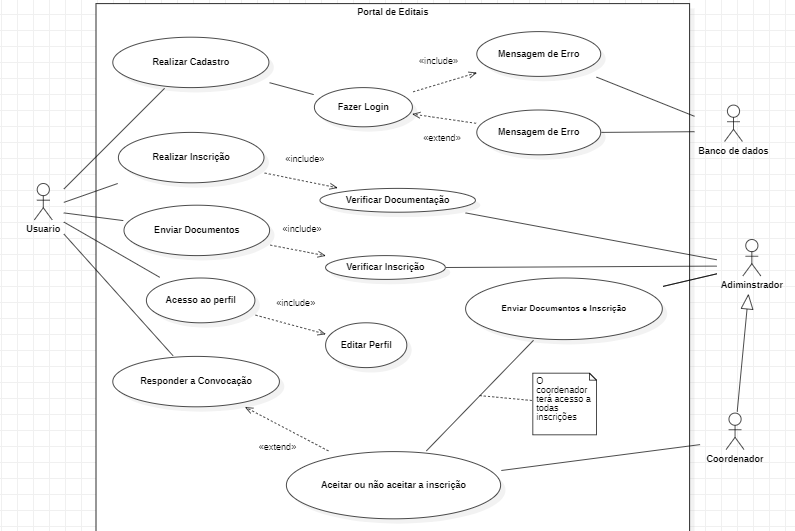 Portal de Editais
Realizar Cadastro
«include»
Mensagem de Erro
Fazer Login
«extend»
Mensagem de Erro
Banco de dados
Realizar Inscrição
«include»
Verificar Documentação
Usuario
Enviar Documentos
«include»
Verificar Inscrição
Adiminstrador
Acesso ao perfil
«include»
Enviar Documentos e Inscrição
Editar Perfil
Responder a Convocação
O
coordenador
terá acesso a
todas
inscrições
«extend»
Coordenador
Aceitar ou não aceitar a inscrição